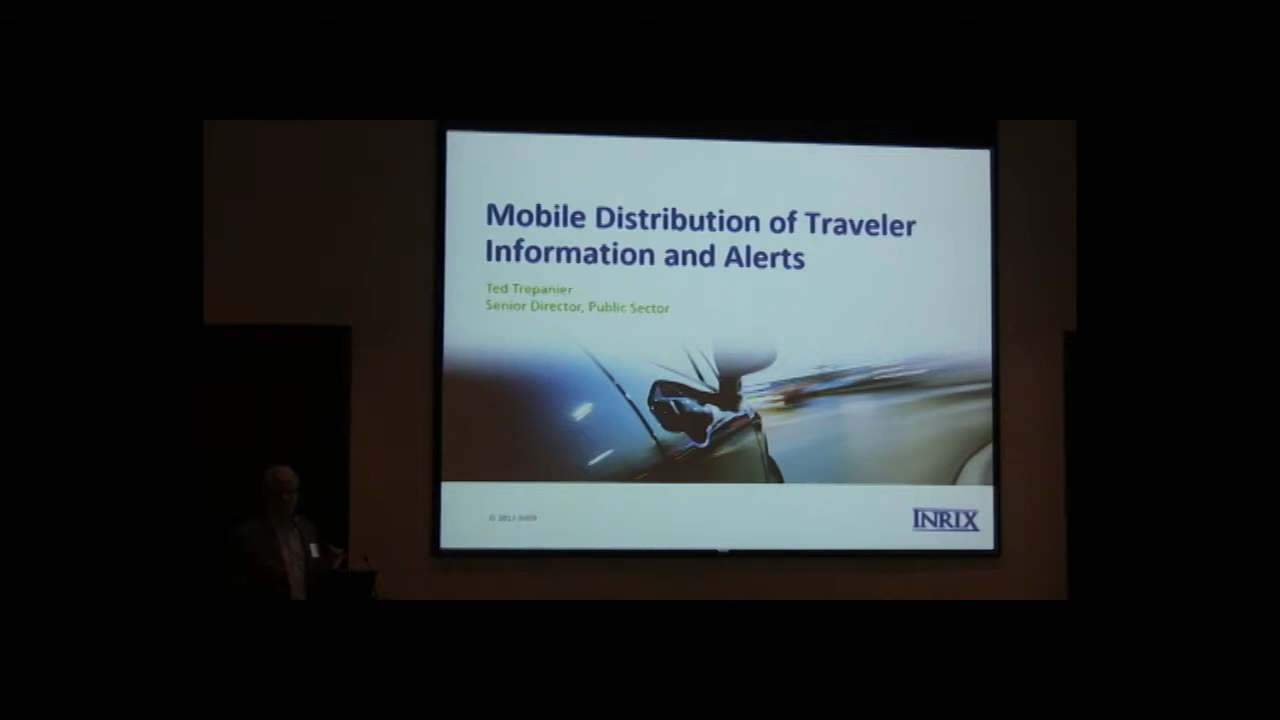 Mobile Distribution of Traveler
Information and Alerts
Ted Trepanier
Senior Director, Public Sector
INRIX